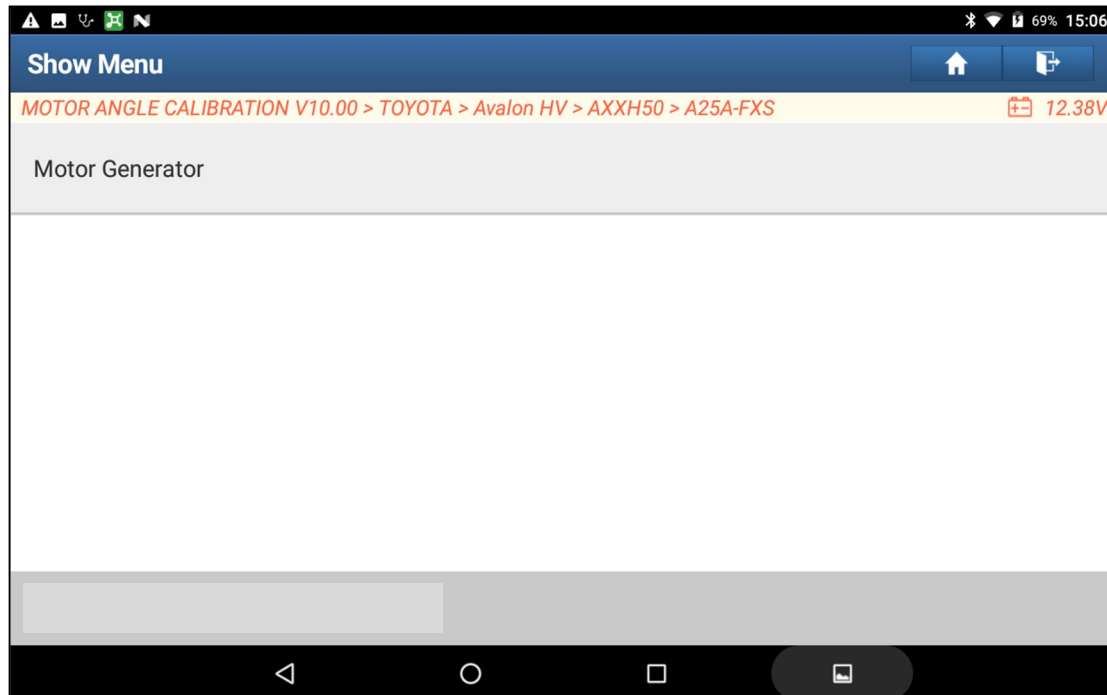 69% 15:06
Show Menu
MOTOR ANGLE CALIBRATION V10.00 > TOYOTA > Avalon HV > AXXH50 > A25A-FXS 12.38V
Motor Generator